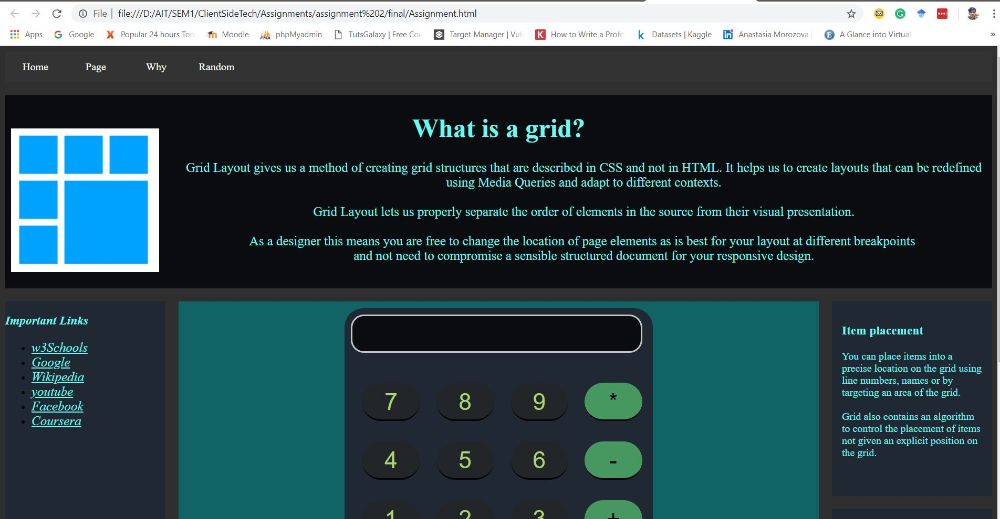 File | file:///D:/AIT/SEM1/ClientSideTech/Assignments/assignment%202/final/Assignment.html
Apps Google Popular 24 hours Torr Moodle phpMyadmin TutsGalaxy | Free Cou Target Manager | Vuf How to Write a Profe Datasets | Kaggle Anastasia Morozova | A Glance into Virtual »
Home Page Why Random
What is a grid?
Grid Layout gives us a method of creating grid structures that are described in CSS and not in HTML. It helps us to create layouts that can be redefined
using Media Queries and adapt to different contexts.
Grid Layout lets us properly separate the order of elements in the source from their visual presentation.
As a designer this means you are free to change the location of page elements as is best for your layout at different breakpoints
and not need to compromise a sensible structured document for your responsive design.
Important Links
w3Schools
Google
Wikipedia
youtube
Facebook
Coursera
7 8 9 *
4 5 6 -
1 2 3 +
Item placement
You can place items into a
precise location on the grid using
line numbers, names or by
targeting an area of the grid.
Grid also contains an algorithm
to control the placement of items
not given an explicit position on
the grid.